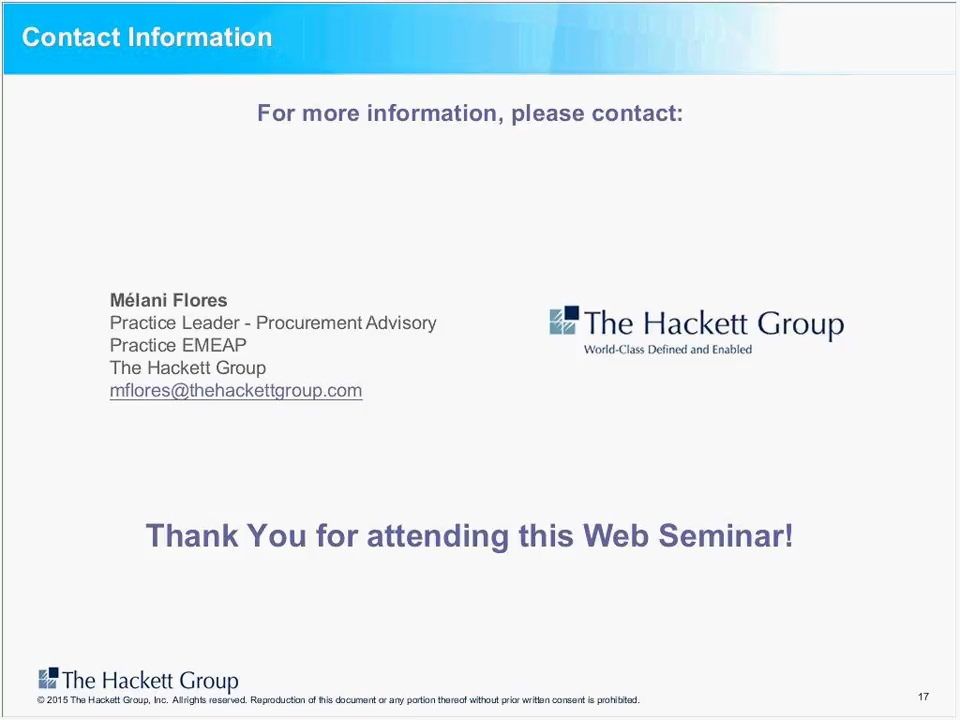 Contact Information
For more information, please contact:
Mélani Flores
Practice Leader - Procurement Advisory
Practice EMEAP
The Hackett Group
mflores@thehackettgroup.com
The Hackett Group
World-Class Defined and Enabled
Thank You for attending this Web Seminar!
The Hackett Group
© 2015 The Hackett Group, Inc. All rights reserved. Reproduction of this document or any portion thereof without prior written consent is prohibited.
17